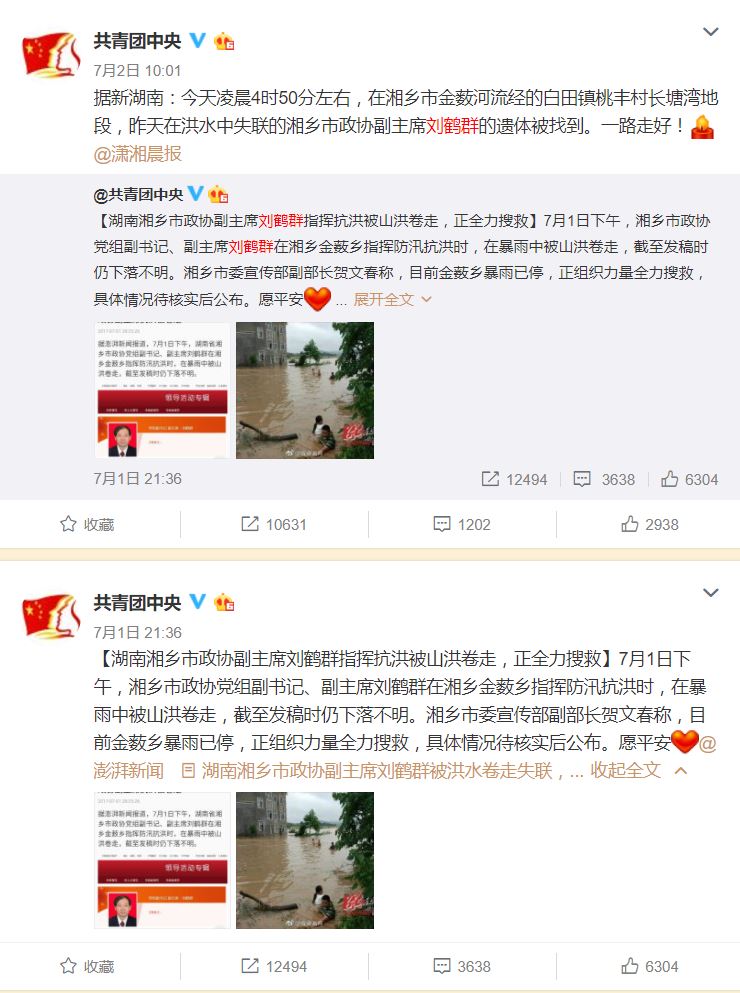 共青团中央
7月2日 10:01
据新湖南：今天凌晨4时50分左右，在湘乡市金薮河流经的白田镇桃丰村长塘湾地
段，昨天在洪水中失联的湘乡市政协副主席刘鹤群的遗体被找到。一路走好！
@潇湘晨报
@共青团中央
【湖南湘乡市政协副主席刘鹤群指挥抗洪被山洪卷走，正全力搜救】7月1日下午，湘乡市政协
党组副书记、副主席刘鹤群在湘乡金薮乡指挥防汛抗洪时，在暴雨中被山洪卷走，截至发稿时
仍下落不明。湘乡市委宣传部副部长贺文春称，目前金薮乡暴雨已停，正组织力量全力搜救，
具体情况待核实后公布。愿平安 ... 展开全文
据澎湃新闻报道，7月1日下午，湖南省湘
乡市政协党组副书记、副主席刘鹤群在湘
乡金薮乡指挥防汛抗洪时，在暴雨中被山
洪卷走。截至发稿时仍下落不明。
领导活动专辑
7月1日 21:36
12494 3638 6304
收藏 10631 1202 2938
共青团中央
7月1日 21:36
【湖南湘乡市政协副主席刘鹤群指挥抗洪被山洪卷走，正全力搜救】7月1日下
午，湘乡市政协党组副书记、副主席刘鹤群在湘乡金薮乡指挥防汛抗洪时，在暴
雨中被山洪卷走，截至发稿时仍下落不明。湘乡市委宣传部副部长贺文春称，目
前金薮乡暴雨已停，正组织力量全力搜救，具体情况待核实后公布。愿平安 @
澎湃新闻 湖南湘乡市政协副主席刘鹤群被洪水卷走失联，... 收起全文
据澎湃新闻报道，7月1日下午，湖南省湘
乡市政协党组副书记、副主席刘鹤群在湘
乡金薮乡指挥防汛抗洪时，在暴雨中被山
洪卷走。截至发稿时仍下落不明。
领导活动专辑
收藏 12494 3638 6304